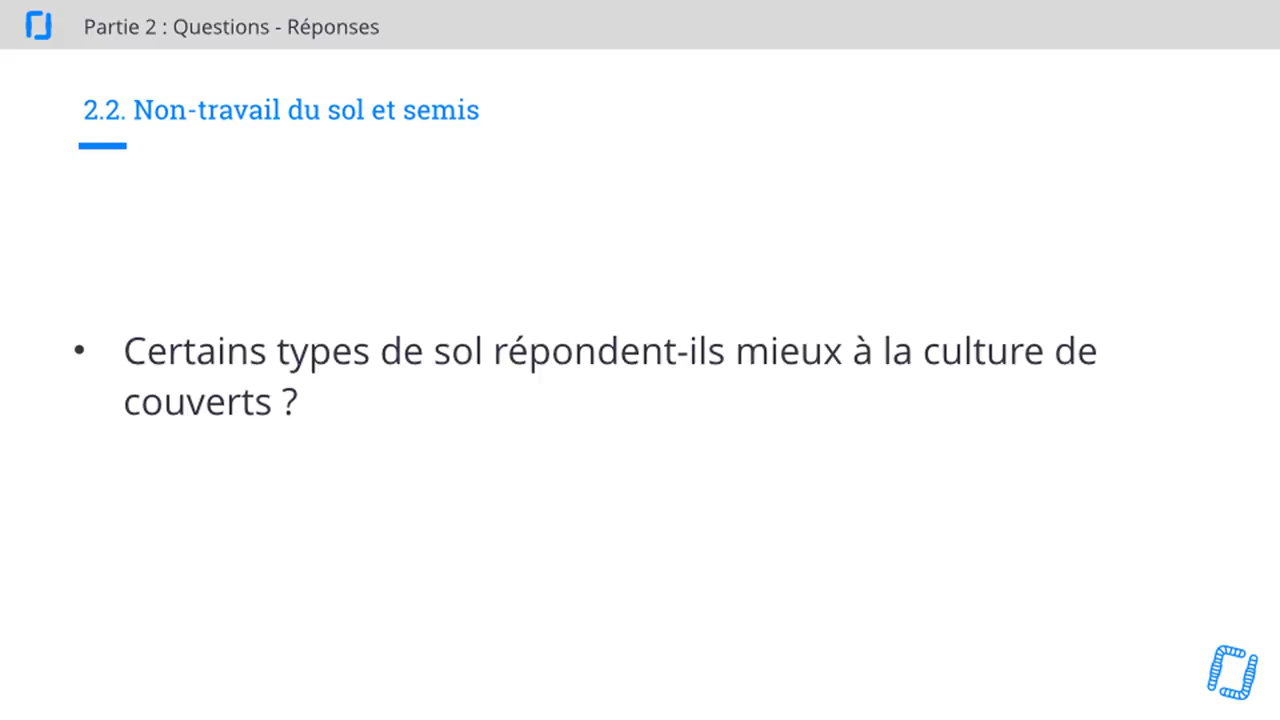 Partie 2 : Questions - Réponses
2.2. Non-travail du sol et semis
• Certains types de sol répondent-ils mieux à la culture de
couverts ?